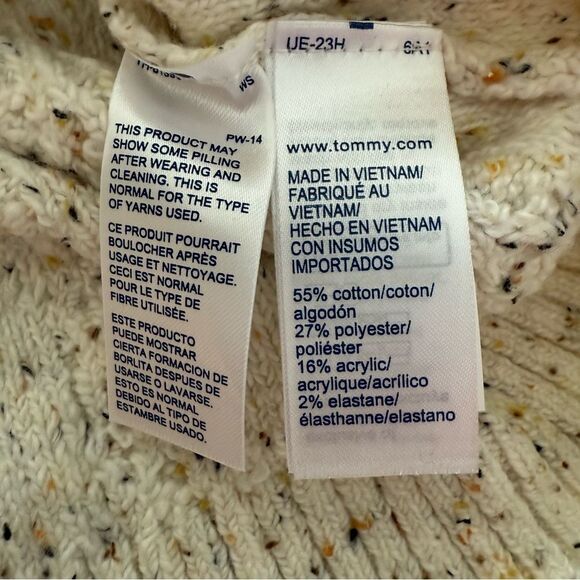 SM
PW-14
THIS PRODUCT MAY
SHOW SOME PILLING
AFTER WEARING AND
CLEANING. THIS IS
NORMAL FOR THE TYPE
OF YARNS USED.
CE PRODUIT POURRAIT
BOULOCHER APRÈS
USAGE ET NETTOYAGE.
CECI EST NORMAL
POUR LE TYPE DE
FIBRE UTILISÉE.
ESTE PRODUCTO
PUEDE MOSTRAR
CIERTA FORMACION DE
BORLITA DESPUES DE
USARSE O LAVARSE.
ESTO ES NORMAL
DEBIDO AL TIPO DE
ESTAMBRE USADO.
UE-23H 6A1
www.tommy.com
MADE IN VIETNAM/
FABRIQUÉ AU
VIETNAM/
HECHO EN VIETNAM
CON INSUMOS
IMPORTADOS
55% cotton/coton/
algodón
27% polyester/
poliéster
16% acrylic/
acrylique/acrílico
2% elastane/
élasthanne/elastano